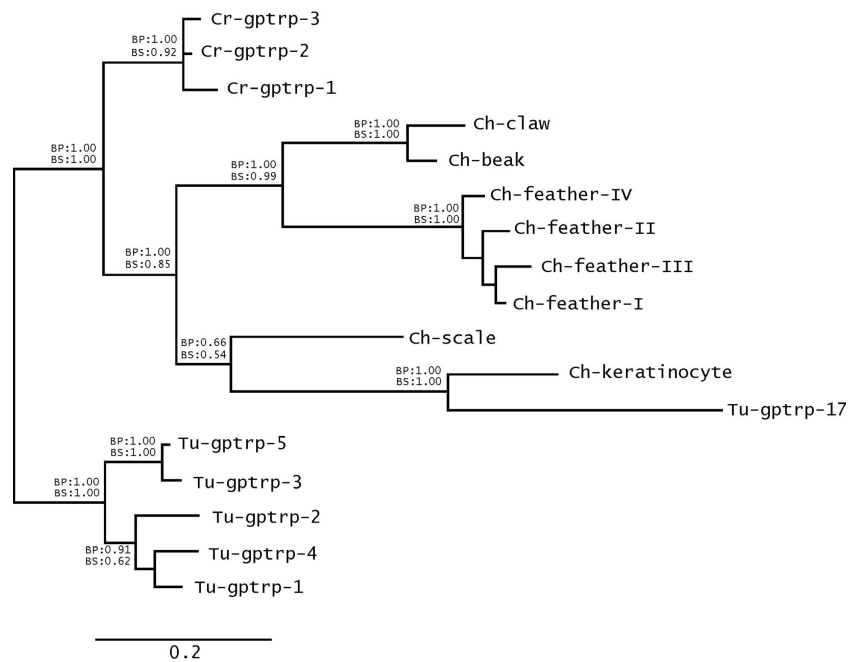 Cr-gptrp-3
BP:1.00
BS:0.92
Cr-gptrp-2
Cr-gptrp-1
Ch-claw
BP:1.00
BS:1.00
BP:1.00
BS:1.00
Ch-beak
BP:1.00
BS:0.99
Ch-feather-IV
BP:1.00
BS:1.00
Ch-feather-II
BP:1.00
BS:0.85
Ch-feather-III
Ch-feather-I
Ch-scale
BP:0.66
BS:0.54
Ch-keratinocyte
BP:1.00
BS:1.00
Tu-gptrp-17
Tu-gptrp-5
BP:1.00
BS:1.00
Tu-gptrp-3
BP:1.00
BS:1.00
Tu-gptrp-2
BP:0.91
BS:0.62
Tu-gptrp-4
Tu-gptrp-1
0.2